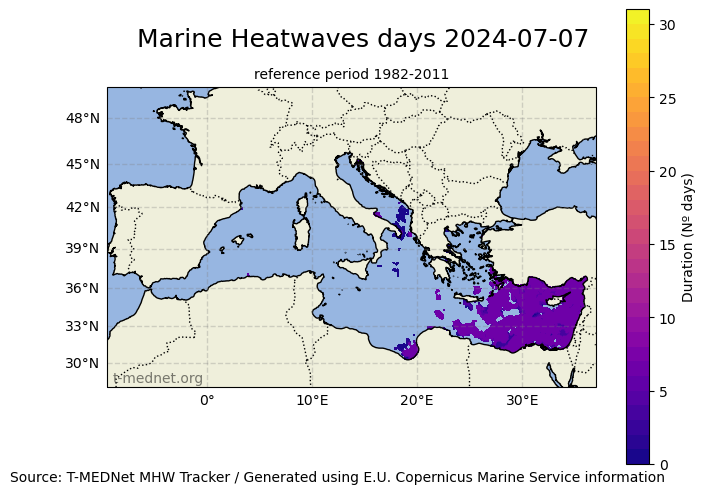 Marine Heatwaves days 2024-07-07
reference period 1982-2011
48°N
45°N
42°N
39°N
36°N
33°N
30°N
t-mednet.org
0°
10°E
20°E
30°E
30
25
20
15
10
5
0
Duration (Nº days)
Source: T-MEDNet MHW Tracker / Generated using E.U. Copernicus Marine Service information